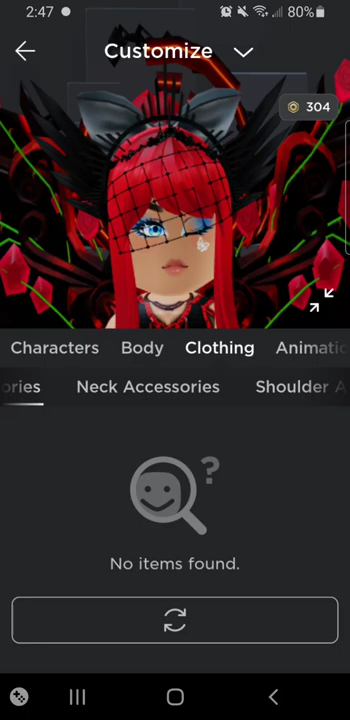 2:47
80%
Customize
304
Characters Body Clothing Animatic
ories Neck Accessories Shoulder A
?
No items found.